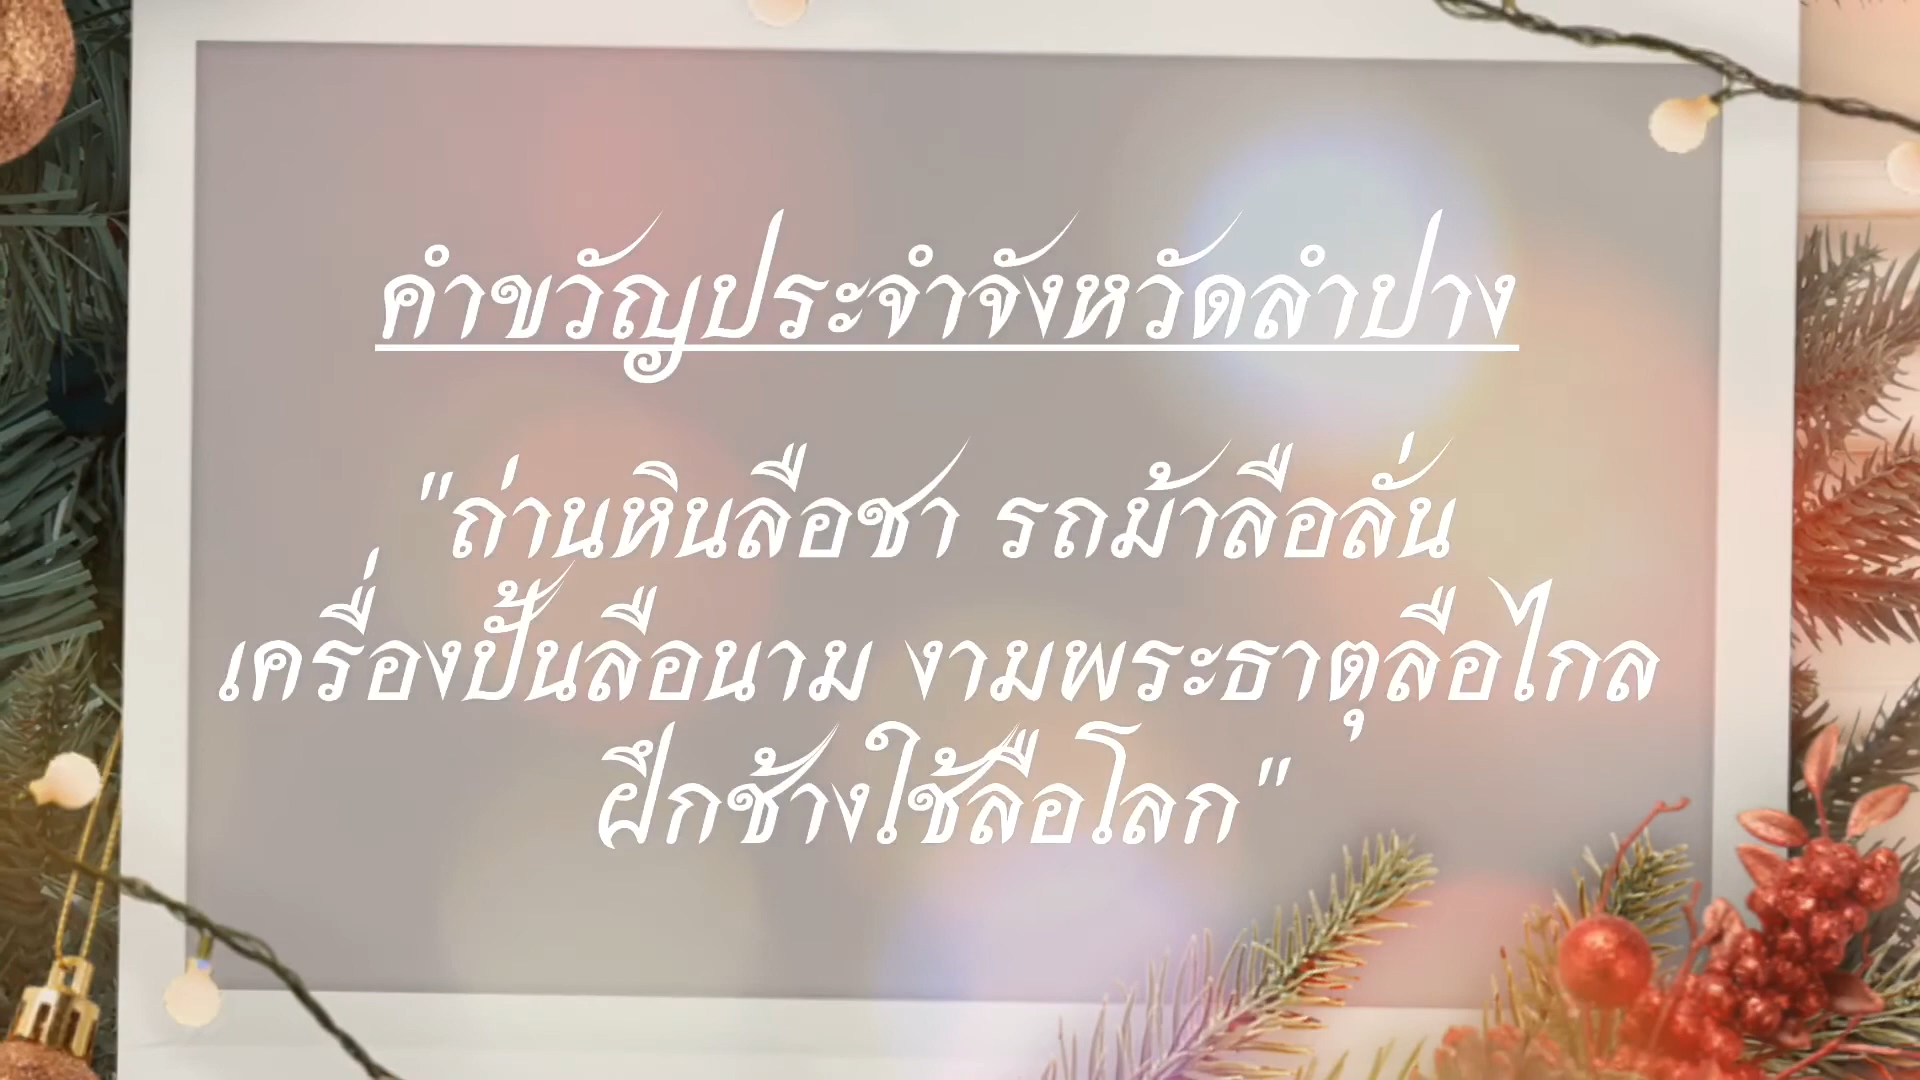 คำขวัญประจำจังหวัดลำปาง
"ถ่านหินลือชา รถม้าลือลั่น
เครื่องปั้นลือนาม งามพระธาตุลือไกล
ฝึกช้างใช้ลือโลก"